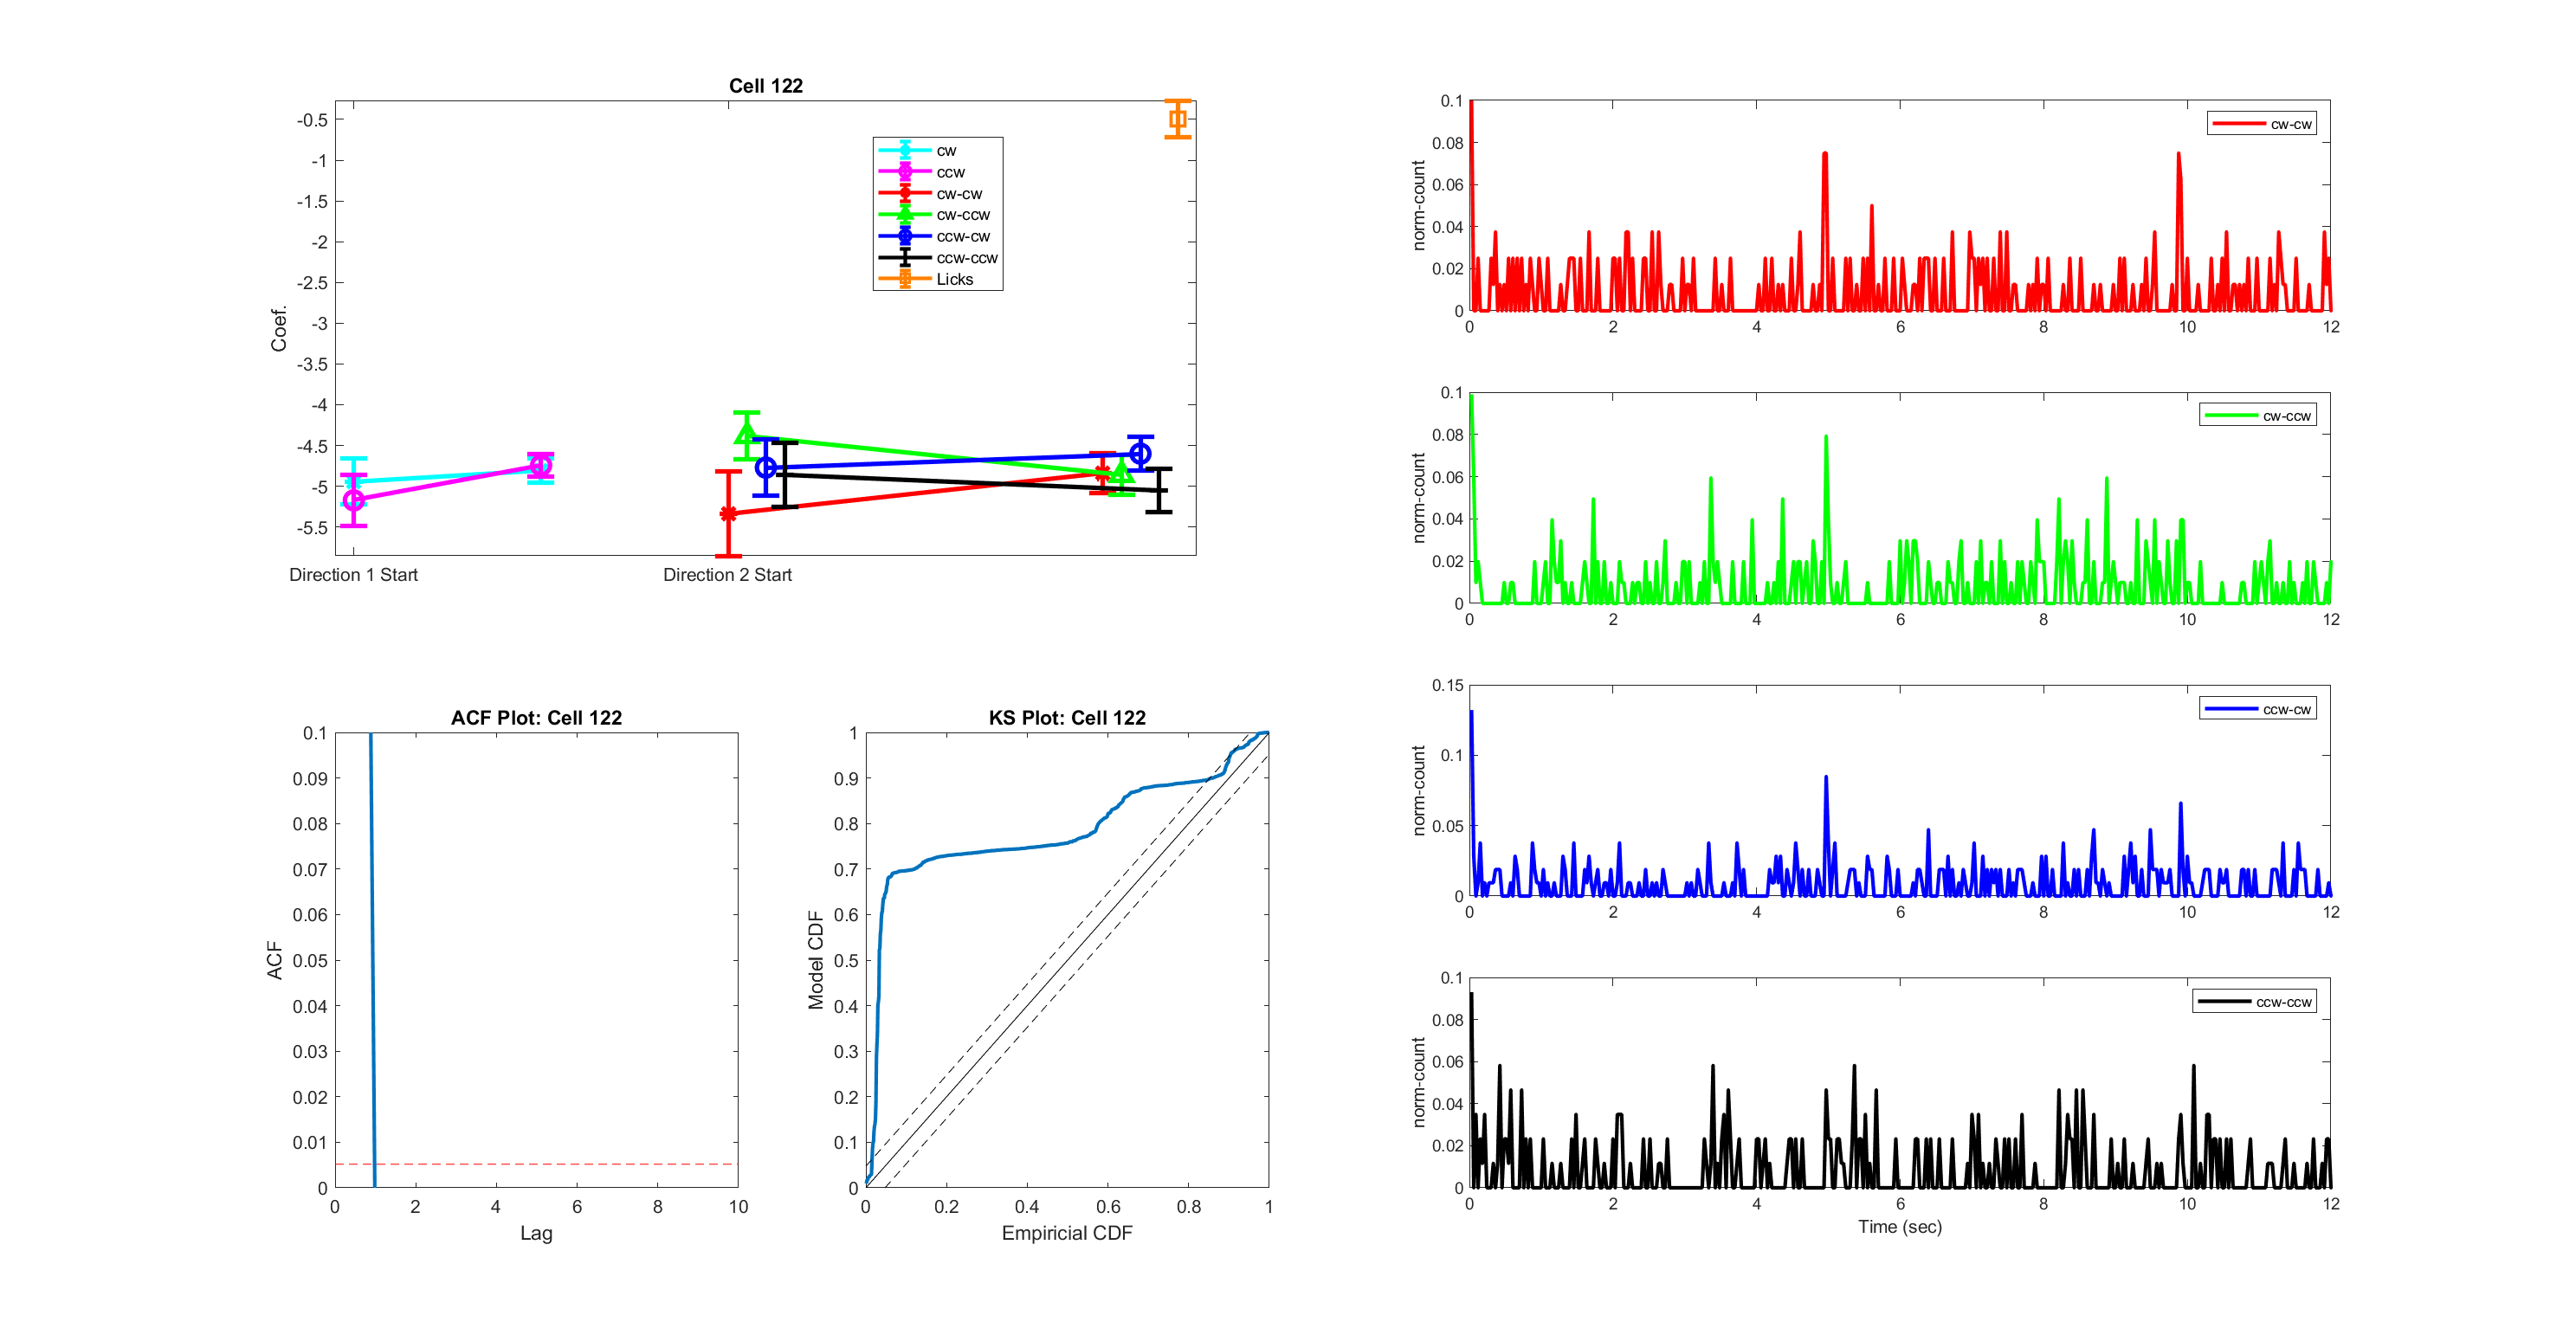 Cell 122
-0.5
-1
-1.5
-2
-2.5
-3
-3.5
-4
-4.5
-5
-5.5
Coef.
cw
ccw
cw-cw
cw-ccw
ccw-cw
ccw-ccw
Licks
Direction 1 Start
Direction 2 Start
ACF Plot: Cell 122
0.1
0.09
0.08
0.07
0.06
0.05
0.04
0.03
0.02
0.01
0
ACF
0 2 4 6 8 10
Lag
KS Plot: Cell 122
1
0.9
0.8
0.7
0.6
0.5
0.4
0.3
0.2
0.1
0
Model CDF
0 0.2 0.4 0.6 0.8 1
Empiricial CDF
0.1
0.08
0.06
0.04
0.02
0
norm-count
cw-cw
0 2 4 6 8 10 12
0.1
0.08
0.06
0.04
0.02
0
norm-count
cw-ccw
0 2 4 6 8 10 12
0.15
0.1
0.05
0
norm-count
ccw-cw
0 2 4 6 8 10 12
0.1
0.08
0.06
0.04
0.02
0
norm-count
ccw-ccw
0 2 4 6 8 10 12
Time (sec)